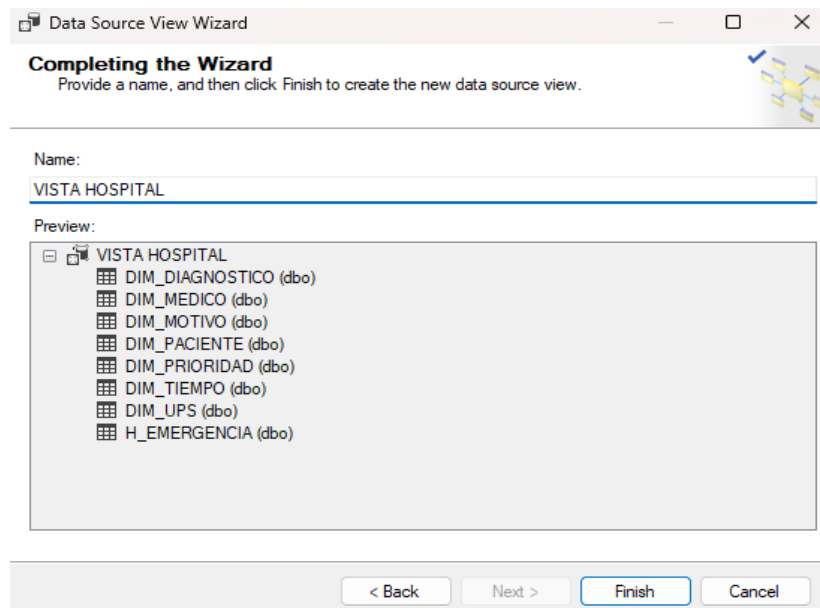 Data Source View Wizard
Completing the Wizard
Provide a name, and then click Finish to create the new data source view.
Name:
VISTA HOSPITAL
Preview:
VISTA HOSPITAL
DIM_DIAGNOSTICO (dbo)
DIM_MEDICO (dbo)
DIM_MOTIVO (dbo)
DIM_PACIENTE (dbo)
DIM_PRIORIDAD (dbo)
DIM_TIEMPO (dbo)
DIM_UPS (dbo)
H_EMERGENCIA (dbo)
< Back Next > Finish Cancel